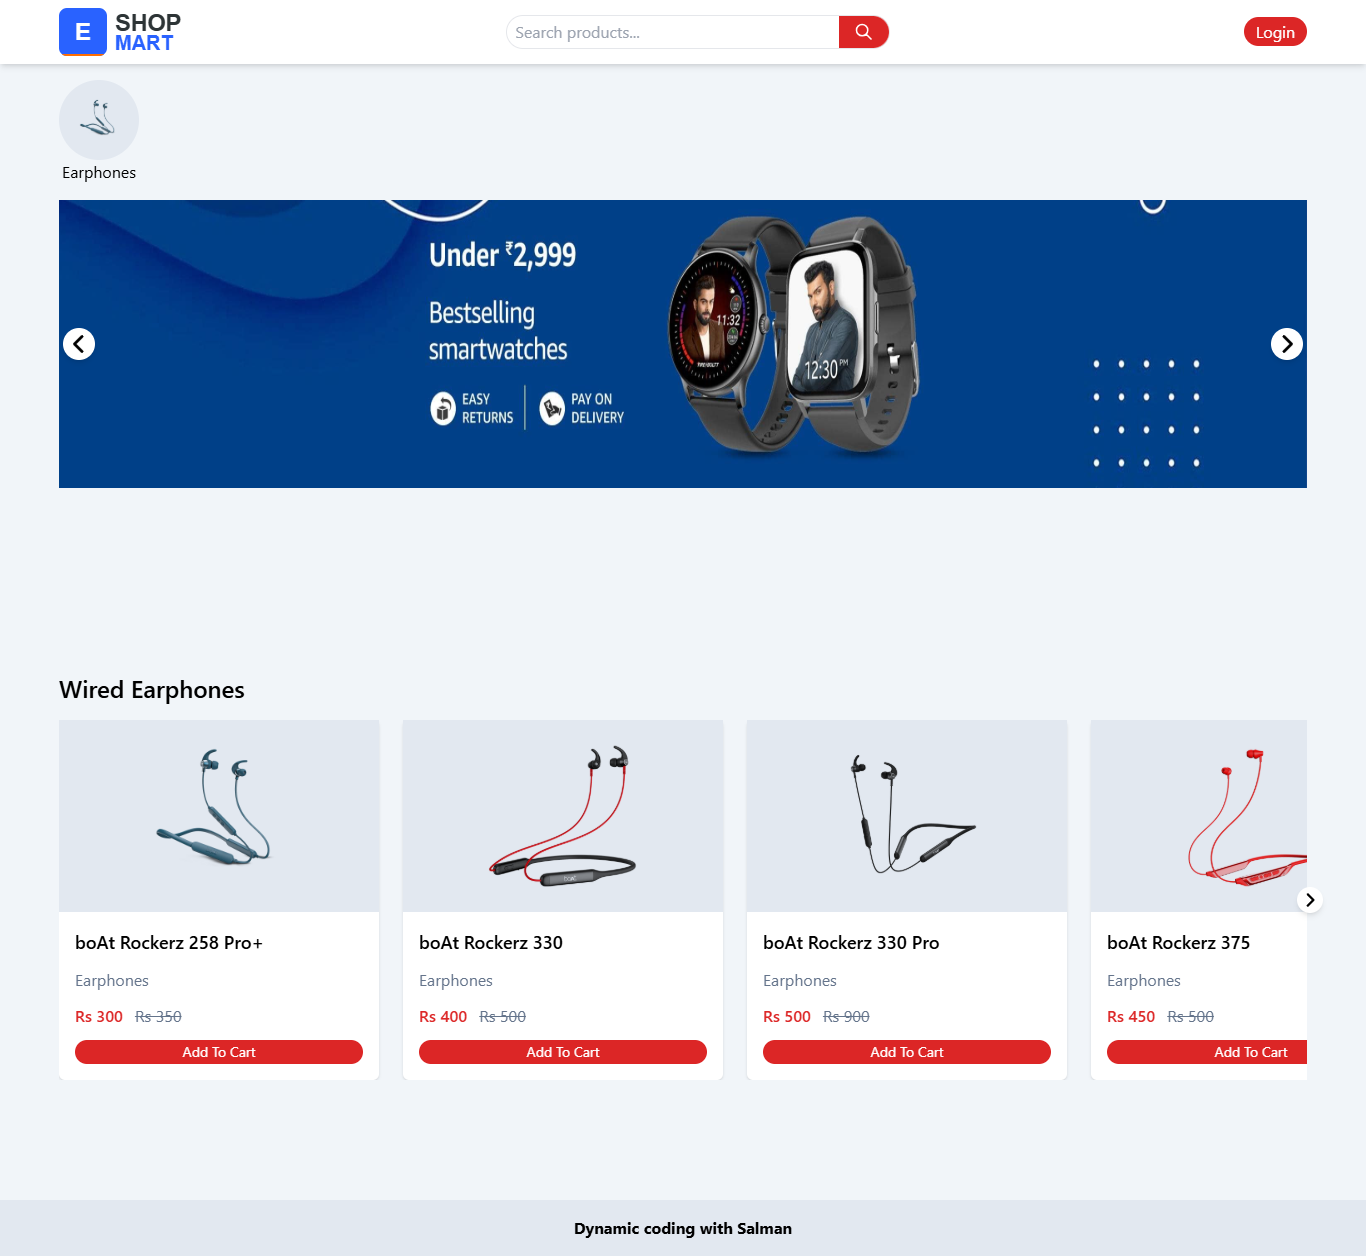 E
SHOP
MART
Search products...
Login
Earphones
Under ₹2,999
Bestselling
smartwatches
EASY
RETURNS
PAY ON
DELIVERY
11:32
12:30 PM
Wired Earphones
boAt Rockerz 258 Pro+
Earphones
Rs 300 Rs 350
Add To Cart
boAt Rockerz 330
Earphones
Rs 400 Rs 500
Add To Cart
boAt Rockerz 330 Pro
Earphones
Rs 500 Rs 900
Add To Cart
boAt Rockerz 375
Earphones
Rs 450 Rs 500
Add To Cart
Dynamic coding with Salman